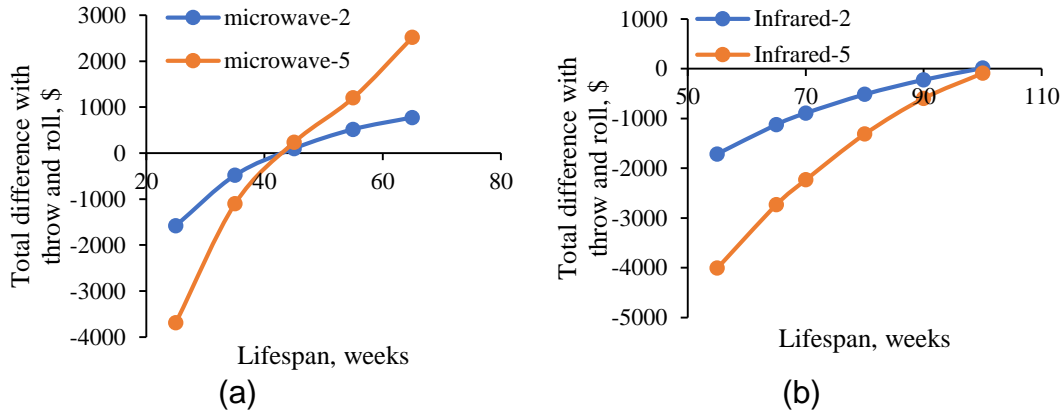 3000
2000
1000
0
-1000
-2000
-3000
-4000
20
40
60
80
microwave-2
microwave-5
Total difference with
throw and roll, $
Lifespan, weeks
(a)
1000
0
-1000
-2000
-3000
-4000
-5000
50
70
90
110
Infrared-2
Infrared-5
Total difference with
throw and roll, $
Lifespan, weeks
(b)